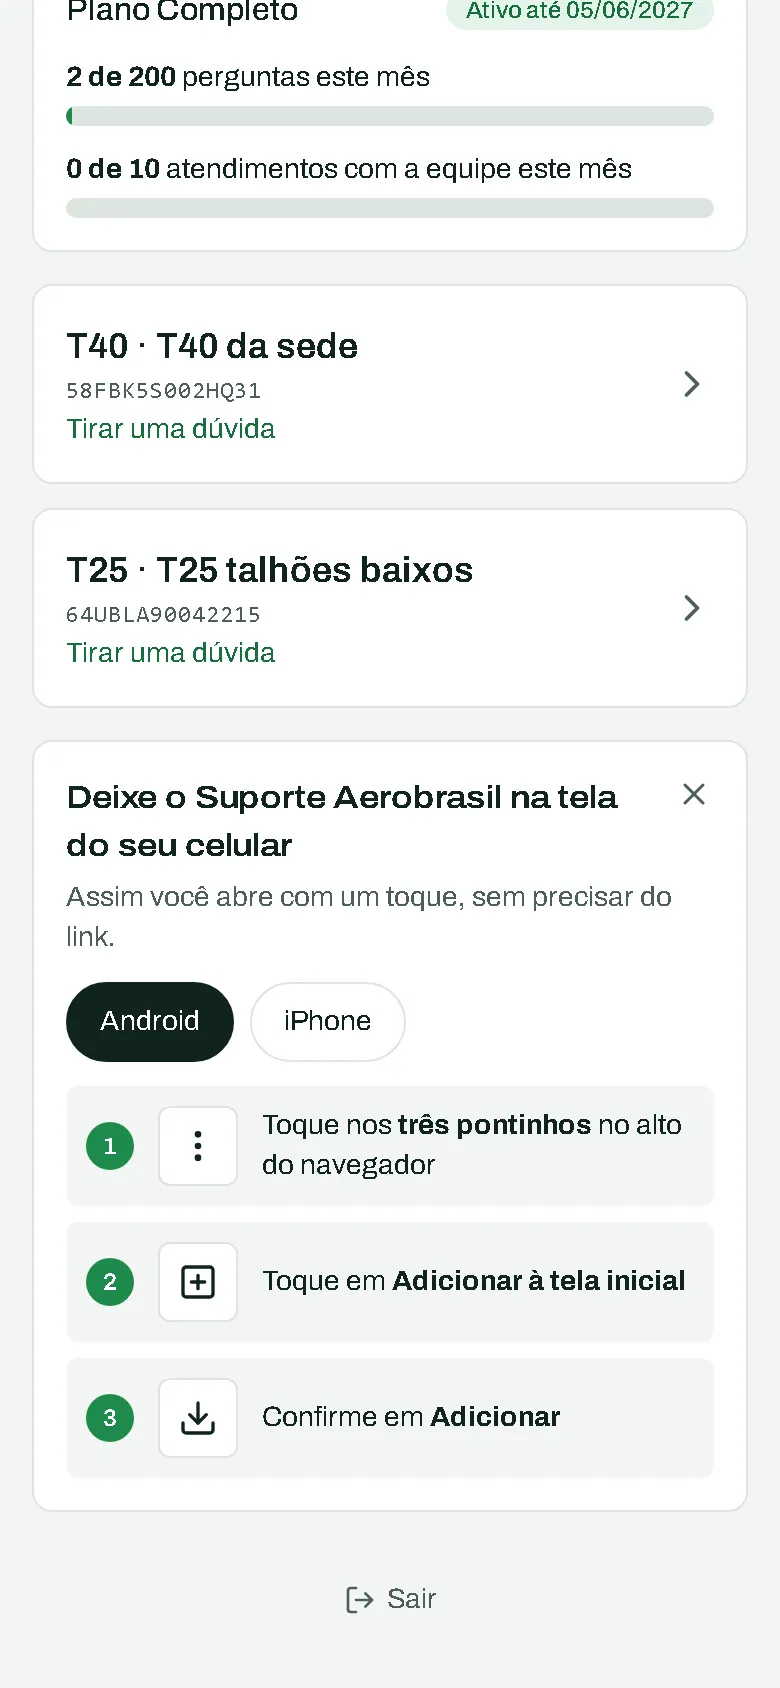 Plano Completo
Ativo até 05/06/2027
2 de 200 perguntas este mês
0 de 10 atendimentos com a equipe este mês
T40 · T40 da sede
58FBK5S002HQ31
Tirar uma dúvida
T25 · T25 talhões baixos
64UBLA90042215
Tirar uma dúvida
Deixe o Suporte Aerobrasil na tela
do seu celular
Assim você abre com um toque, sem precisar do
link.
Android
iPhone
1
Toque nos três pontinhos no alto
do navegador
2
Toque em Adicionar à tela inicial
3
Confirme em Adicionar
Sair